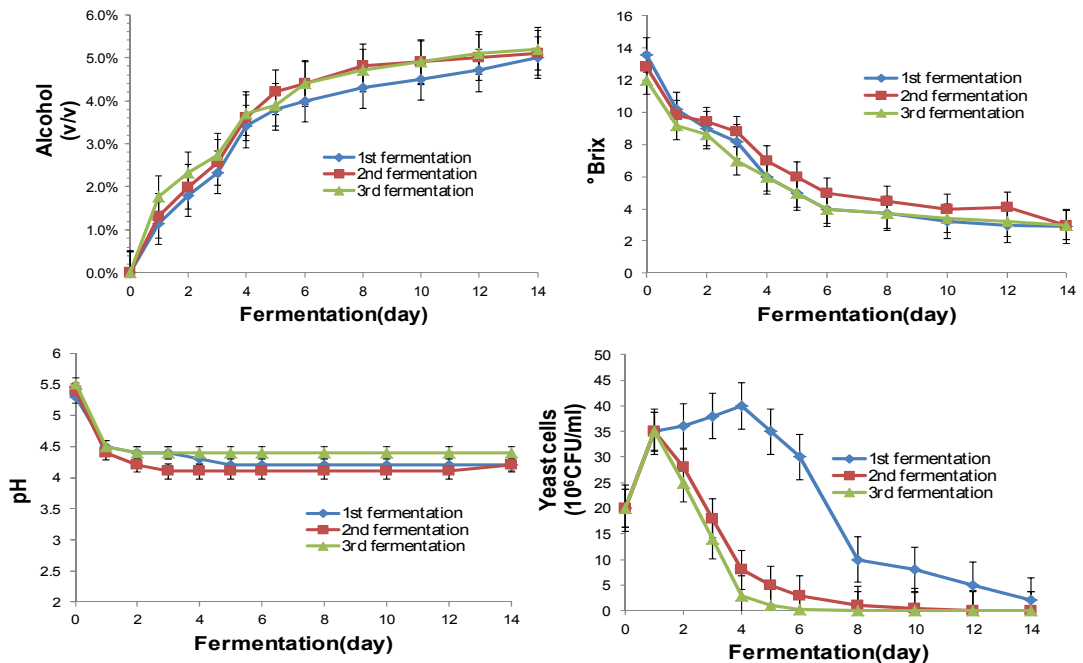 6.0%
5.0%
4.0%
3.0%
2.0%
1.0%
0.0%
Alcohol
(v/v)
1st fermentation
2nd fermentation
3rd fermentation
0 2 4 6 8 10 12 14
Fermentation(day)
16
14
12
10
8
6
4
2
0
°Brix
1st fermentation
2nd fermentation
3rd fermentation
0 2 4 6 8 10 12 14
Fermentation(day)
6
5.5
5
4.5
4
3.5
3
2.5
2
pH
1st fermentation
2nd fermentation
3rd fermentation
0 2 4 6 8 10 12 14
Fermentation(day)
50
45
40
35
30
25
20
15
10
5
0
Yeast cells
(10⁶CFU/ml)
1st fermentation
2nd fermentation
3rd fermentation
0 2 4 6 8 10 12 14
Fermentation(day)